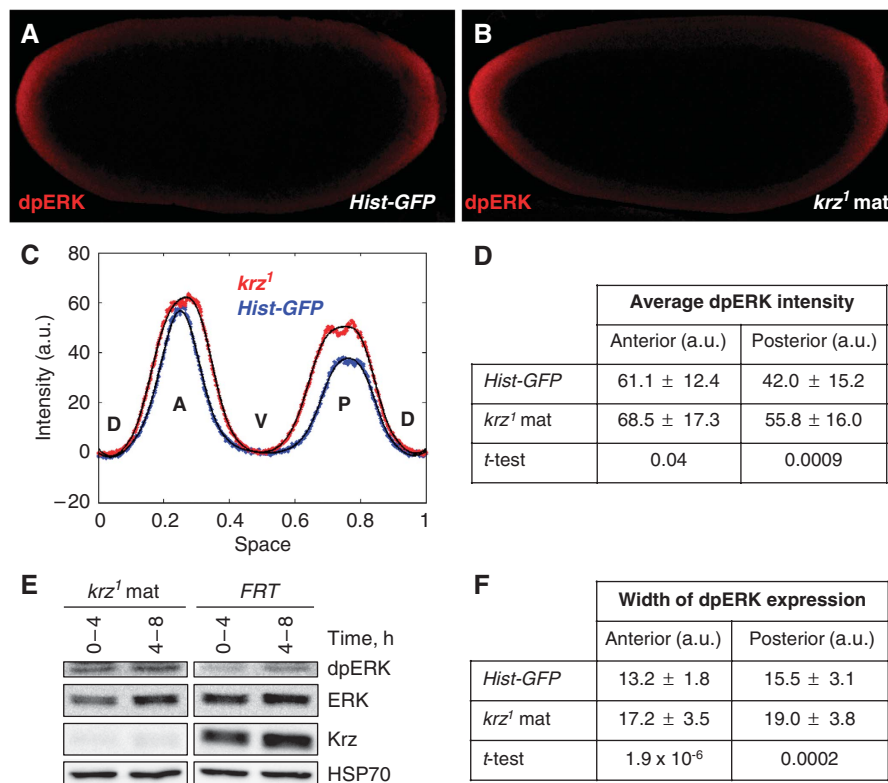 A
dpERK
Hist-GFP
B
dpERK
krz¹ mat
C
krz¹
Hist-GFP
Intensity (a.u.)
80
60
40
20
0
−20
D
A
V
P
D
0
0.2
0.4
0.6
0.8
1
Space
D
Average dpERK intensity
Anterior (a.u.) Posterior (a.u.)
Hist-GFP 61.1 ± 12.4 42.0 ± 15.2
krz¹ mat 68.5 ± 17.3 55.8 ± 16.0
t-test 0.04 0.0009
E
krz¹ mat FRT
0–4 4–8 0–4 4–8 Time, h
dpERK
ERK
Krz
HSP70
F
Width of dpERK expression
Anterior (a.u.) Posterior (a.u.)
Hist-GFP 13.2 ± 1.8 15.5 ± 3.1
krz¹ mat 17.2 ± 3.5 19.0 ± 3.8
t-test 1.9 x 10⁻⁶ 0.0002